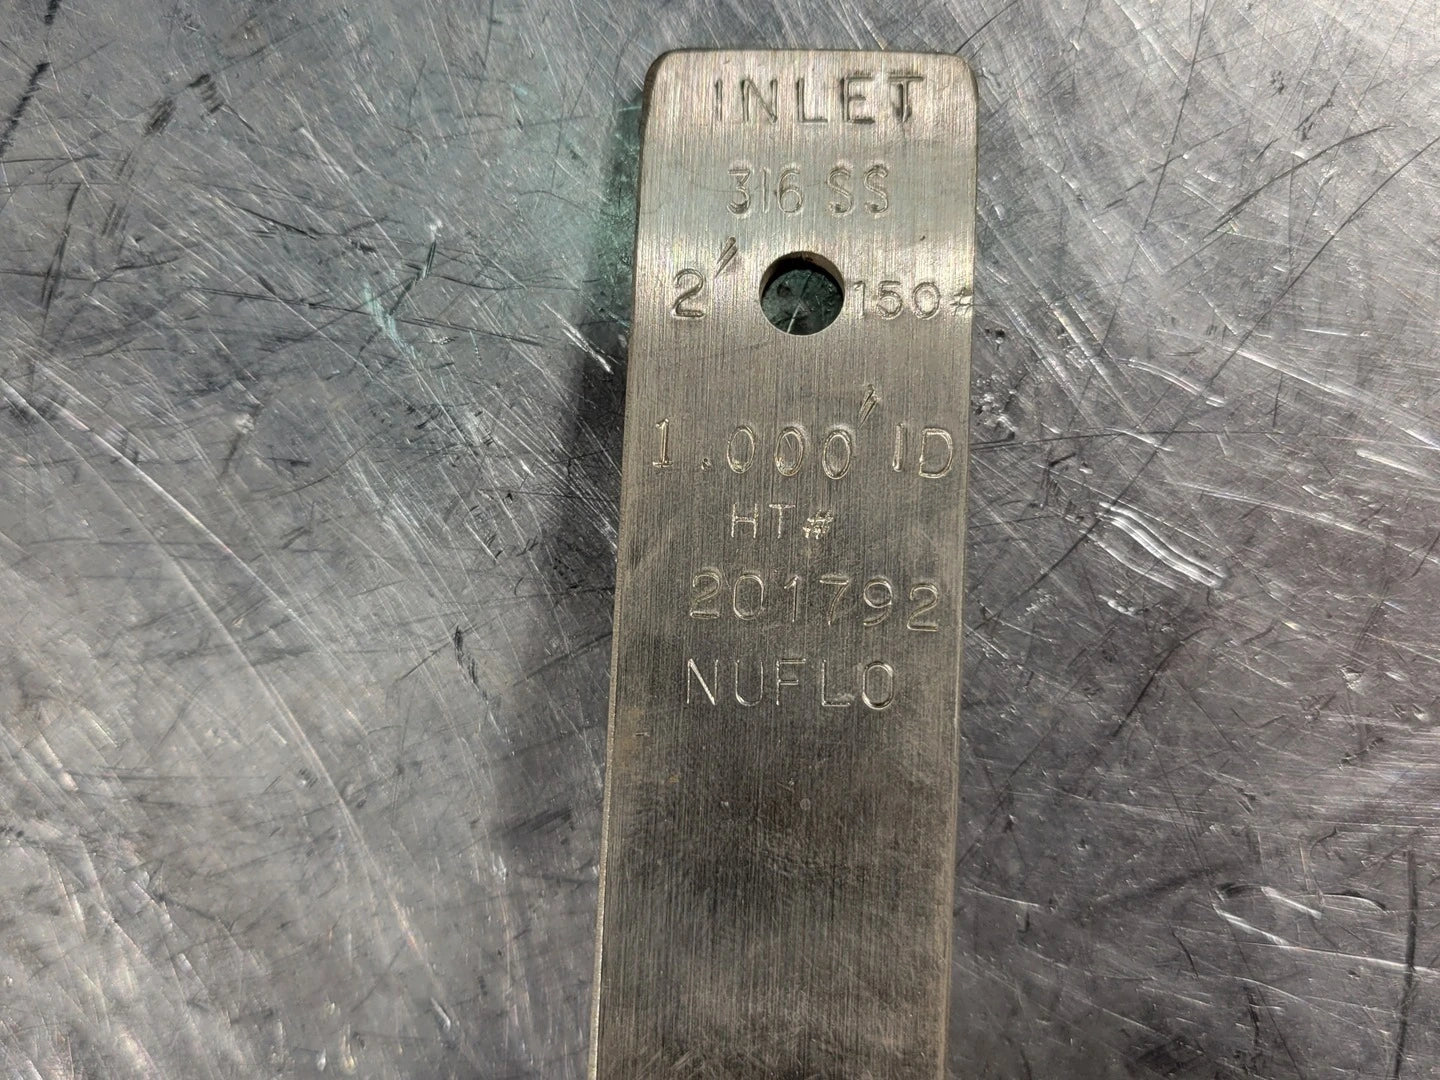 INLET
316 SS
2" 150#
1.000" ID
HT#
201792
NUFLO